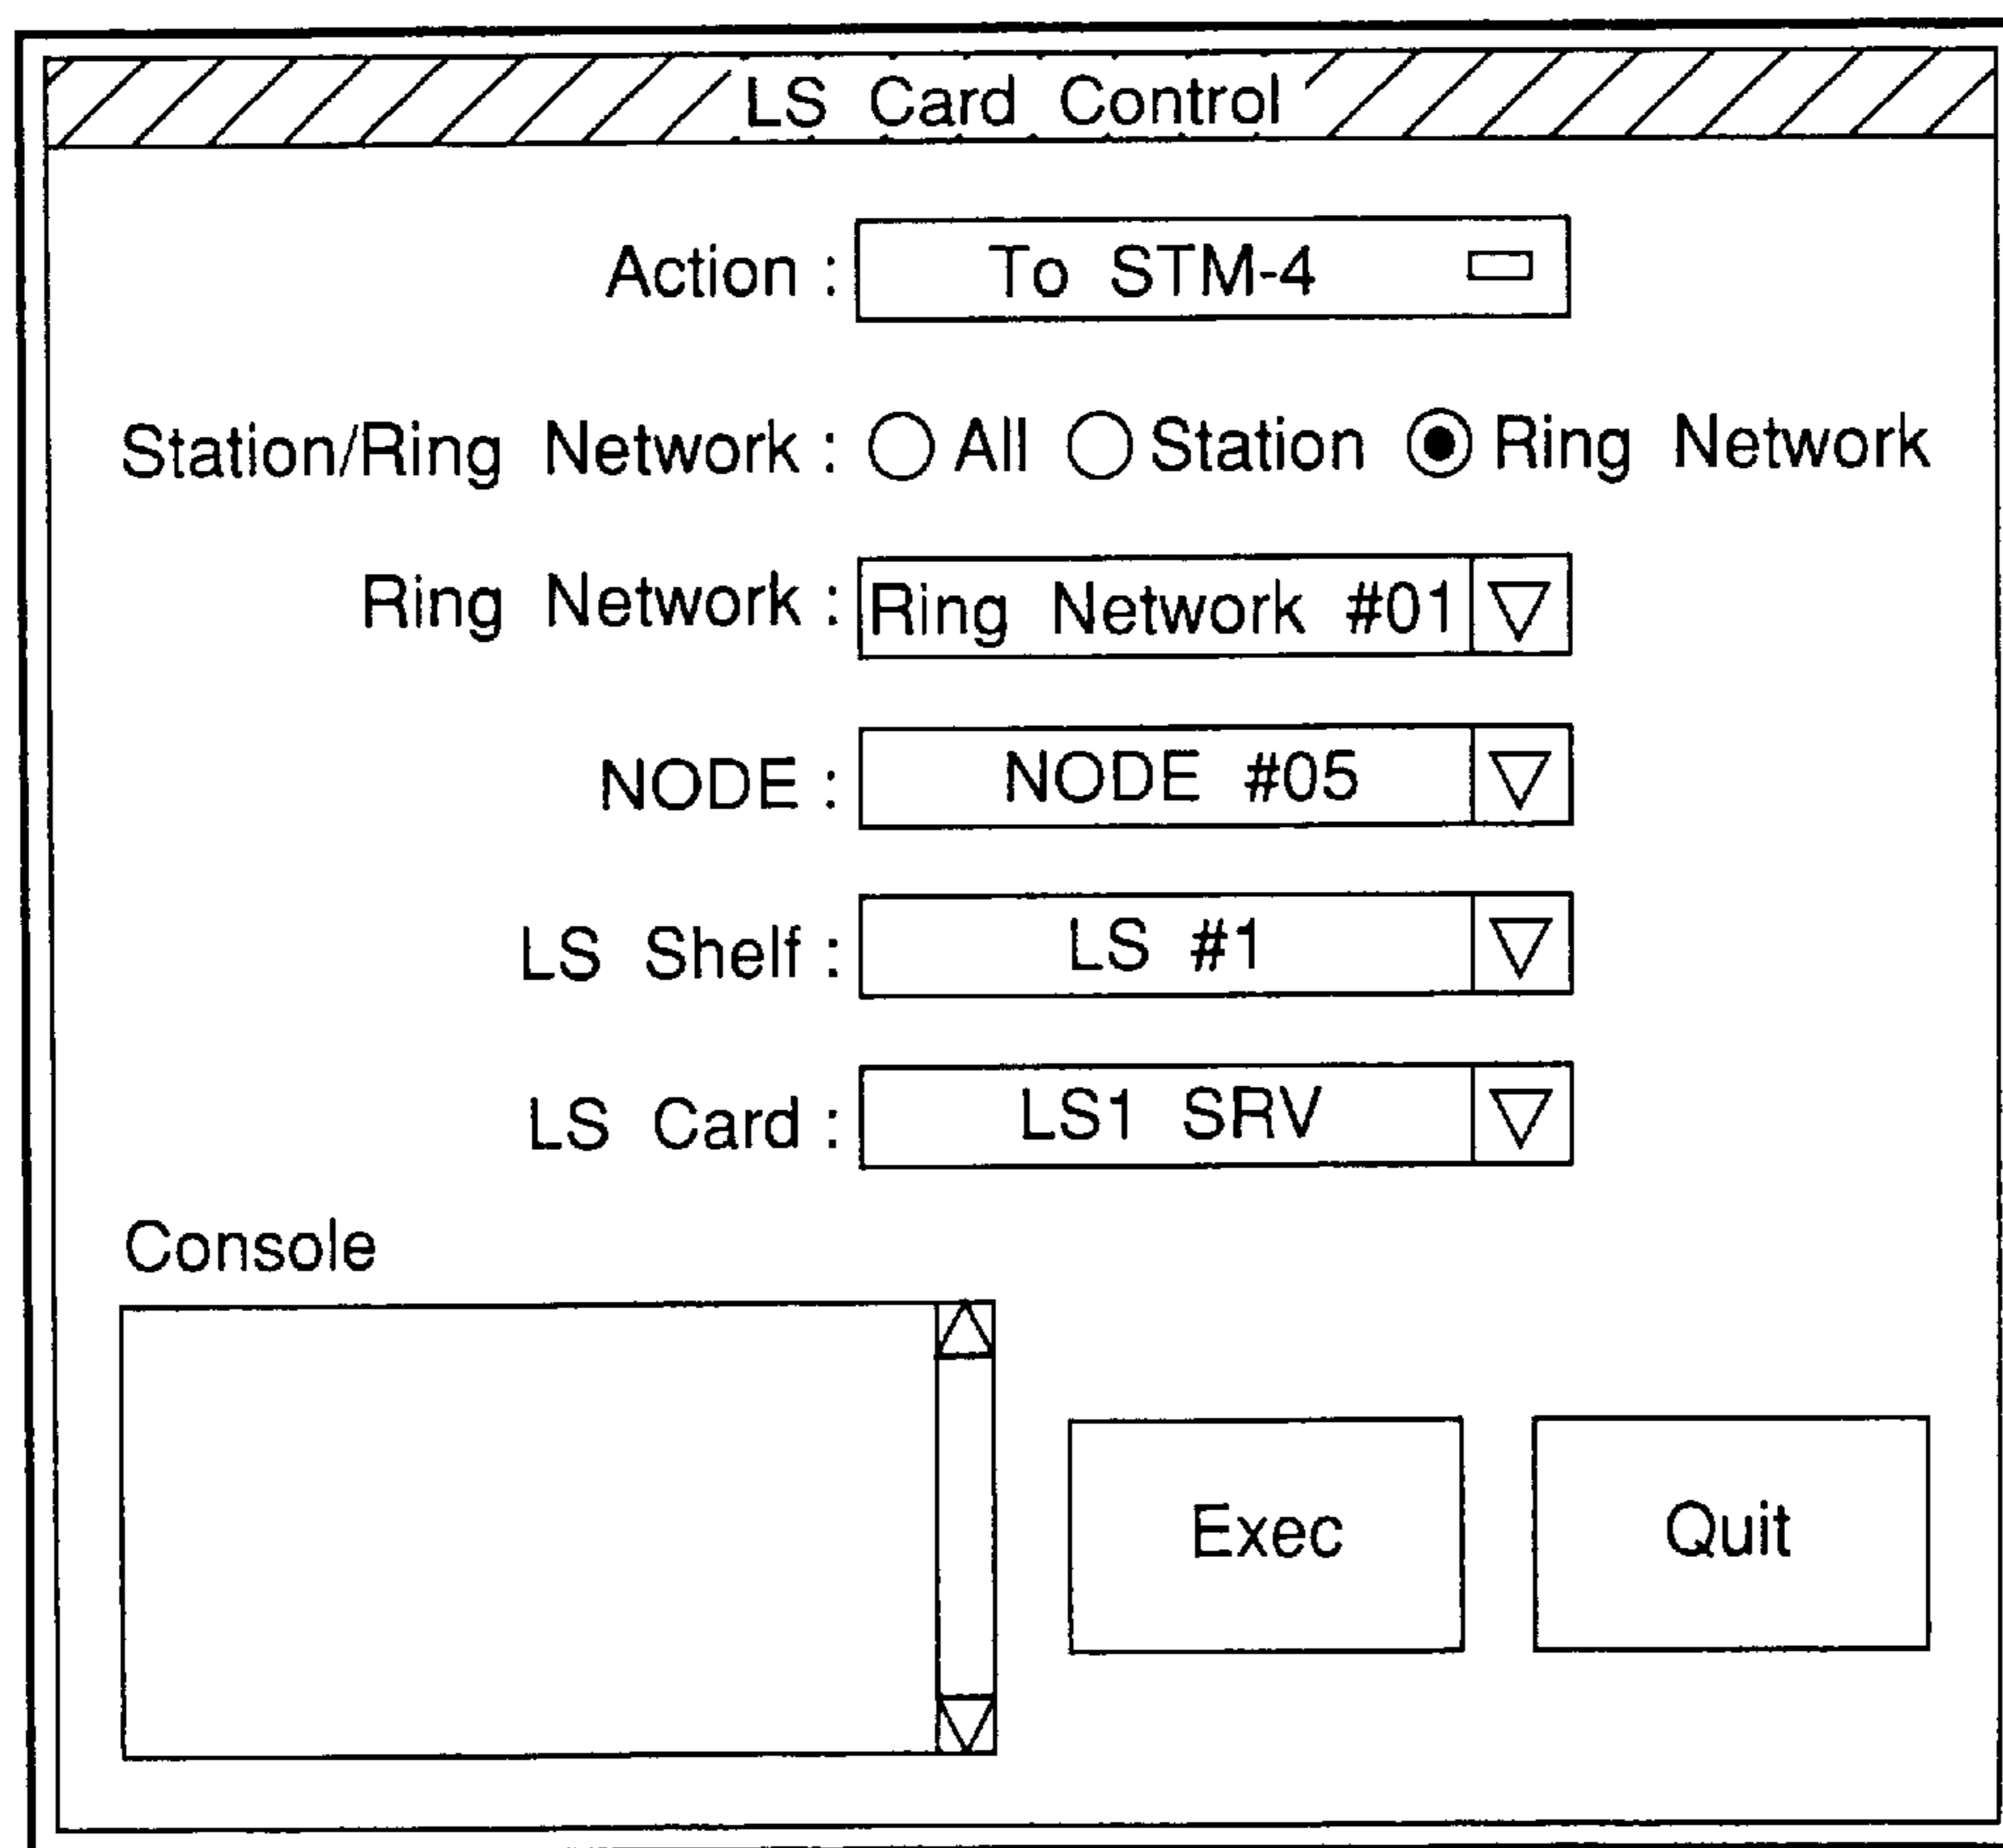 LS Card Control
Action : To STM-4
Station/Ring Network : All Station Ring Network
Ring Network : Ring Network #01
NODE : NODE #05
LS Shelf : LS #1
LS Card : LS1 SRV
Console
Exec Quit